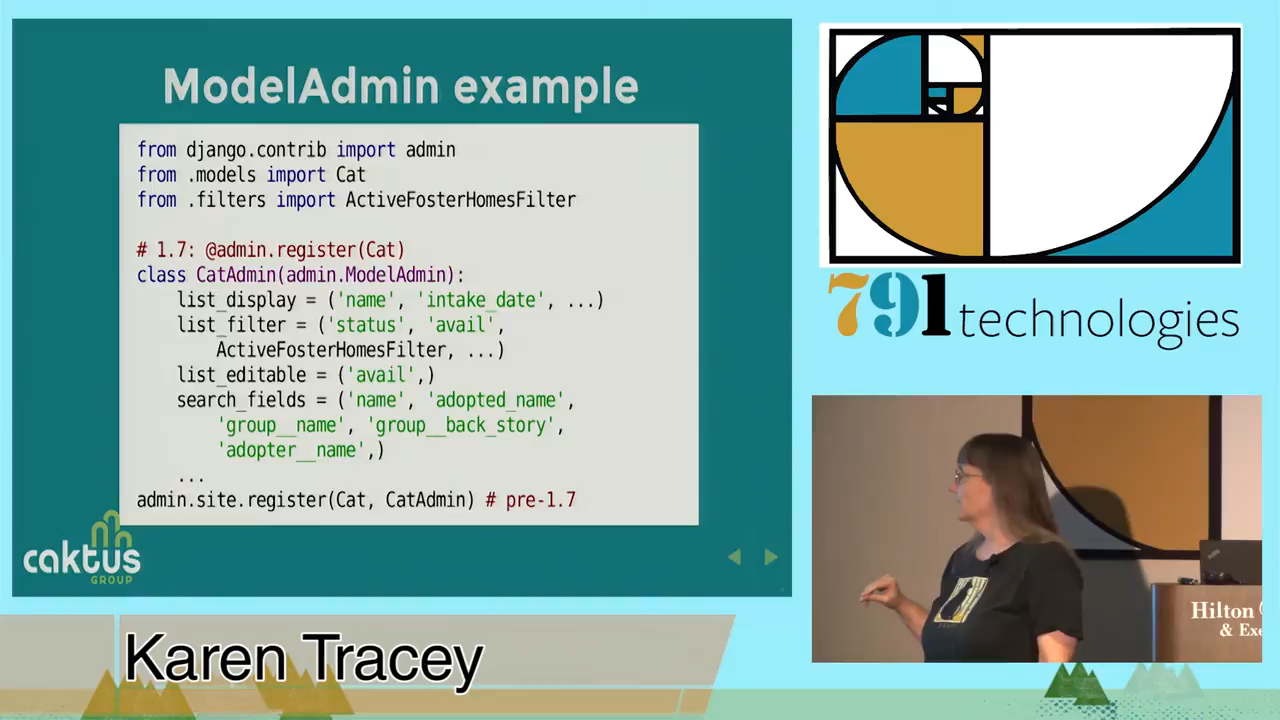 ModelAdmin example
from django.contrib import admin
from .models import Cat
from .filters import ActiveFosterHomesFilter
# 1.7: @admin.register(Cat)
class CatAdmin(admin.ModelAdmin):
list_display = ('name', 'intake_date', ...)
list_filter = ('status', 'avail',
ActiveFosterHomesFilter, ...)
list_editable = ('avail',)
search_fields = ('name', 'adopted_name',
'group__name', 'group__back_story',
'adopter__name',)
...
admin.site.register(Cat, CatAdmin) # pre-1.7
caktus
GROUP
791 technologies
Hilton
& Exe
Karen Tracey